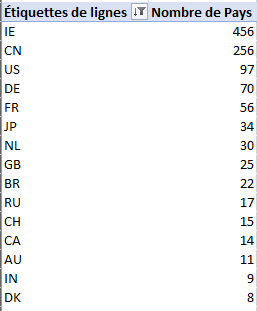 Étiquettes de lignes Nombre de Pays
IE 456
CN 256
US 97
DE 70
FR 56
JP 34
NL 30
GB 25
BR 22
RU 17
CH 15
CA 14
AU 11
IN 9
DK 8